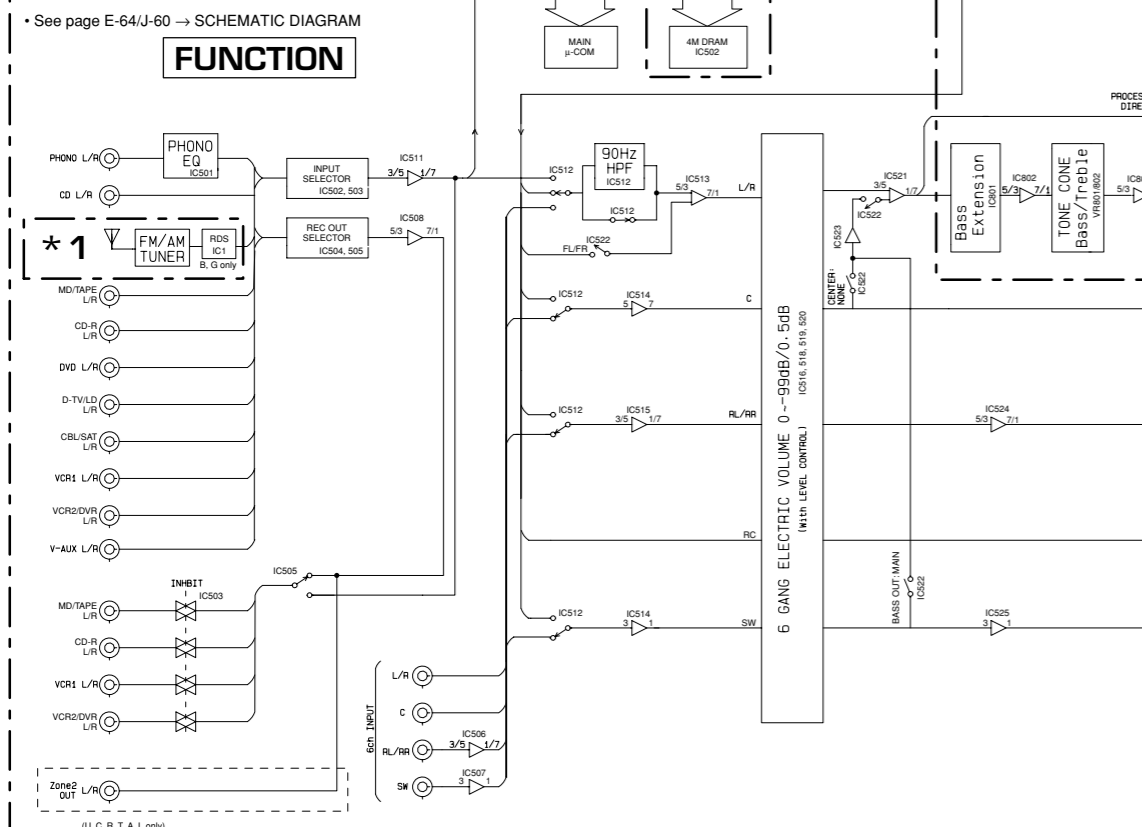 • See page E-64/J-60 → SCHEMATIC DIAGRAM
FUNCTION
MAIN
µ-COM
4M DRAM
IC502
PHONO L/R
PHONO
EQ
IC501
CD L/R
*1
FM/AM
TUNER
RDS
IC1
B, G only
MD/TAPE
L/R
CD-R
L/R
DVD L/R
D-TV/LD
L/R
CBL/SAT
L/R
VCR1 L/R
VCR2/DVR
L/R
V-AUX L/R
INPUT
SELECTOR
IC502, 503
IC511
3/5 1/7
REC OUT
SELECTOR
IC504, 505
IC508
5/3 7/1
INHBIT
IC503
IC505
MD/TAPE
L/R
CD-R
L/R
VCR1 L/R
VCR2/DVR
L/R
Zone2
OUT L/R
(U, C, R, T, A, L only)
6ch INPUT
L/R
C
RL/RR
IC506
3/5 1/7
SW
IC507
3 1
IC512
90Hz
HPF
IC512
IC512
FL/FR
IC522
IC513
5/3 7/1
L/R
IC512
IC514
5 7
C
IC512
IC515
3/5 1/7
RL/RR
RC
IC512
IC514
3 1
SW
6 GANG ELECTRIC VOLUME 0~-99dB/0.5dB
(With LEVEL CONTROL) IC516, 518, 519, 520
IC521
3/5 1/7
IC522
IC523
CENTER:
NONE
IC522
BASS OUT: MAIN
IC522
IC524
5/3 7/1
IC525
3 1
PROCES
DIRE
Bass
Extension
IC801
IC802
5/3 7/1
TONE CONE
Bass/Treble
VR801/802
IC80
5/3